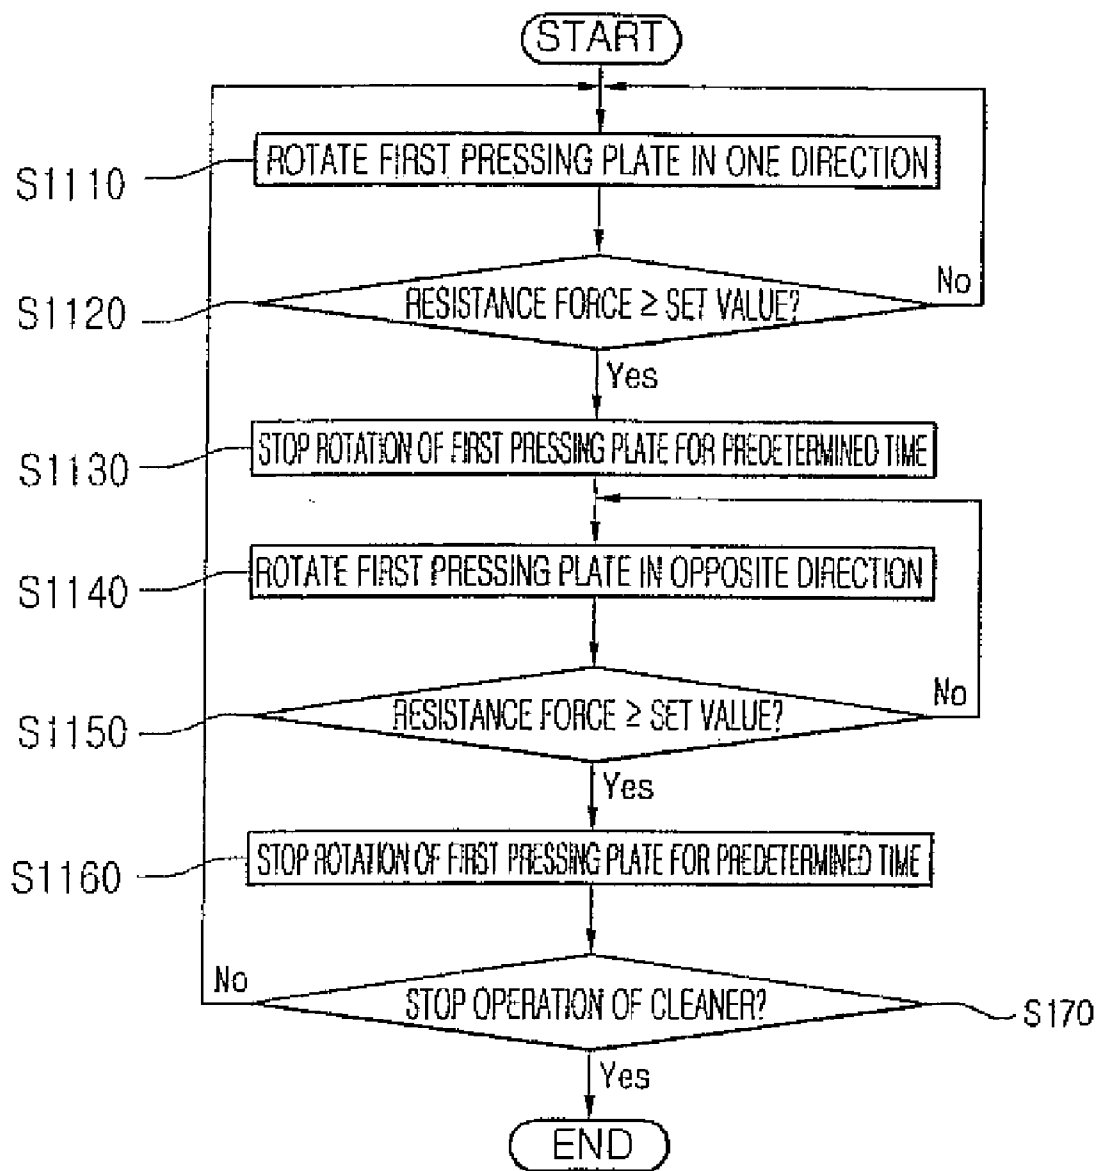 START
ROTATE FIRST PRESSING PLATE IN ONE DIRECTION
S1110
No
RESISTANCE FORCE ≥ SET VALUE?
S1120
Yes
STOP ROTATION OF FIRST PRESSING PLATE FOR PREDETERMINED TIME
S1130
ROTATE FIRST PRESSING PLATE IN OPPOSITE DIRECTION
S1140
No
RESISTANCE FORCE ≥ SET VALUE?
S1150
Yes
STOP ROTATION OF FIRST PRESSING PLATE FOR PREDETERMINED TIME
S1160
No
STOP OPERATION OF CLEANER?
S170
Yes
END